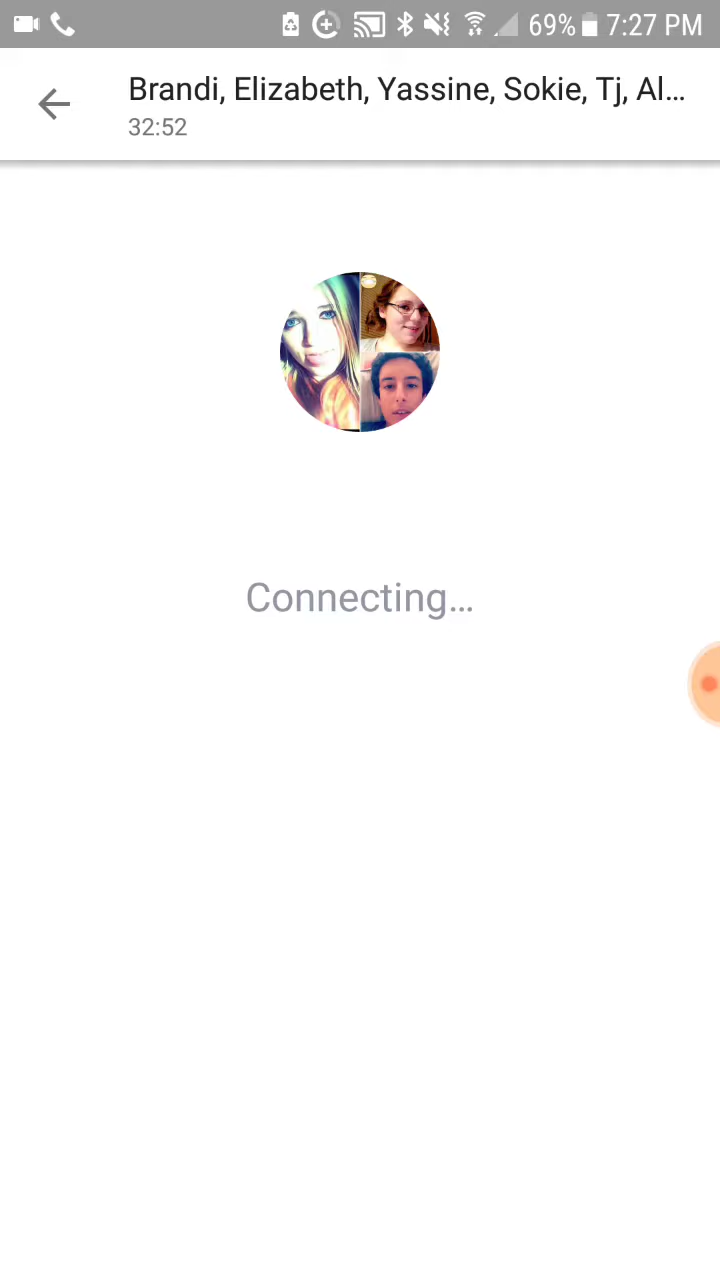 69% 7:27 PM
Brandi, Elizabeth, Yassine, Sokie, Tj, Al...
32:52
Connecting...